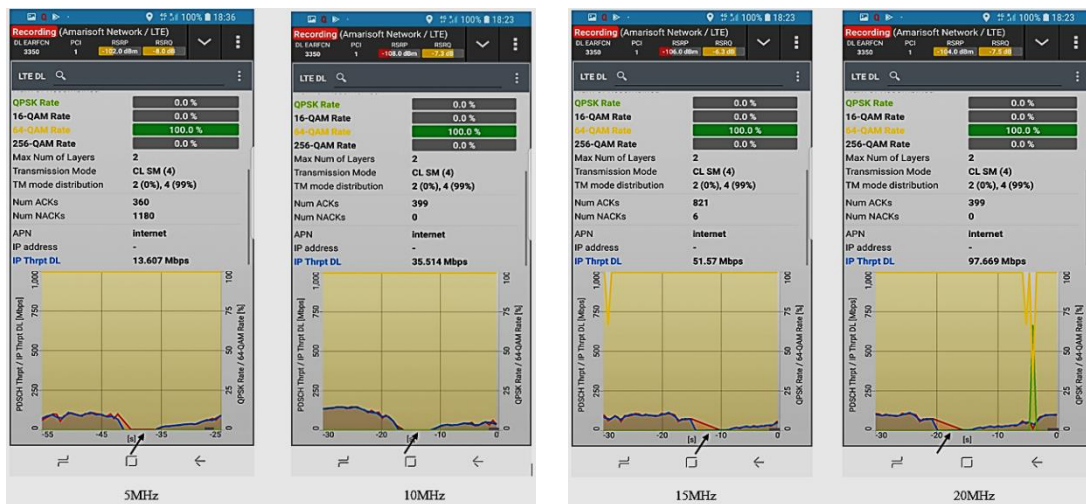 100% 18:36
Recording (Amarisoft Network / LTE)
DL EARFCN PCI RSRP RSRQ
3350 1 -102.0 dBm -8.0 dB
LTE DL
QPSK Rate 0.0 %
16-QAM Rate 0.0 %
64-QAM Rate 100.0 %
256-QAM Rate 0.0 %
Max Num of Layers 2
Transmission Mode CL SM (4)
TM mode distribution 2 (0%), 4 (99%)
Num ACKs 360
Num NACKs 1180
APN internet
IP address -
IP Thrpt DL 13.607 Mbps
PDSCH Thrpt / IP Thrpt DL [Mbps]
1,000
750
500
250
0
100
75
50
25
0
QPSK Rate / 64-QAM Rate [%]
-55 -45 [s] -35 -25
5MHz
100% 18:23
Recording (Amarisoft Network / LTE)
DL EARFCN PCI RSRP RSRQ
3350 1 -108.0 dBm -7.3 dB
LTE DL
QPSK Rate 0.0 %
16-QAM Rate 0.0 %
64-QAM Rate 100.0 %
256-QAM Rate 0.0 %
Max Num of Layers 2
Transmission Mode CL SM (4)
TM mode distribution 2 (0%), 4 (99%)
Num ACKs 399
Num NACKs 0
APN internet
IP address -
IP Thrpt DL 35.514 Mbps
PDSCH Thrpt / IP Thrpt DL [Mbps]
1,000
750
500
250
0
100
75
50
25
0
QPSK Rate / 64-QAM Rate [%]
-30 -20 [s] -10 0
10MHz
100% 18:23
Recording (Amarisoft Network / LTE)
DL EARFCN PCI RSRP RSRQ
3350 1 -106.0 dBm -6.3 dB
LTE DL
QPSK Rate 0.0 %
16-QAM Rate 0.0 %
64-QAM Rate 100.0 %
256-QAM Rate 0.0 %
Max Num of Layers 2
Transmission Mode CL SM (4)
TM mode distribution 2 (0%), 4 (99%)
Num ACKs 821
Num NACKs 6
APN internet
IP address -
IP Thrpt DL 51.57 Mbps
PDSCH Thrpt / IP Thrpt DL [Mbps]
1,000
750
500
250
0
100
75
50
25
0
QPSK Rate / 64-QAM Rate [%]
-30 -20 [s] -10 0
15MHz
100% 18:23
Recording (Amarisoft Network / LTE)
DL EARFCN PCI RSRP RSRQ
3350 1 -104.0 dBm -7.5 dB
LTE DL
QPSK Rate 0.0 %
16-QAM Rate 0.0 %
64-QAM Rate 100.0 %
256-QAM Rate 0.0 %
Max Num of Layers 2
Transmission Mode CL SM (4)
TM mode distribution 2 (0%), 4 (99%)
Num ACKs 399
Num NACKs 0
APN internet
IP address -
IP Thrpt DL 97.669 Mbps
PDSCH Thrpt / IP Thrpt DL [Mbps]
1,000
750
500
250
0
100
75
50
25
0
QPSK Rate / 64-QAM Rate [%]
-30 -20 [s] -10 0
20MHz